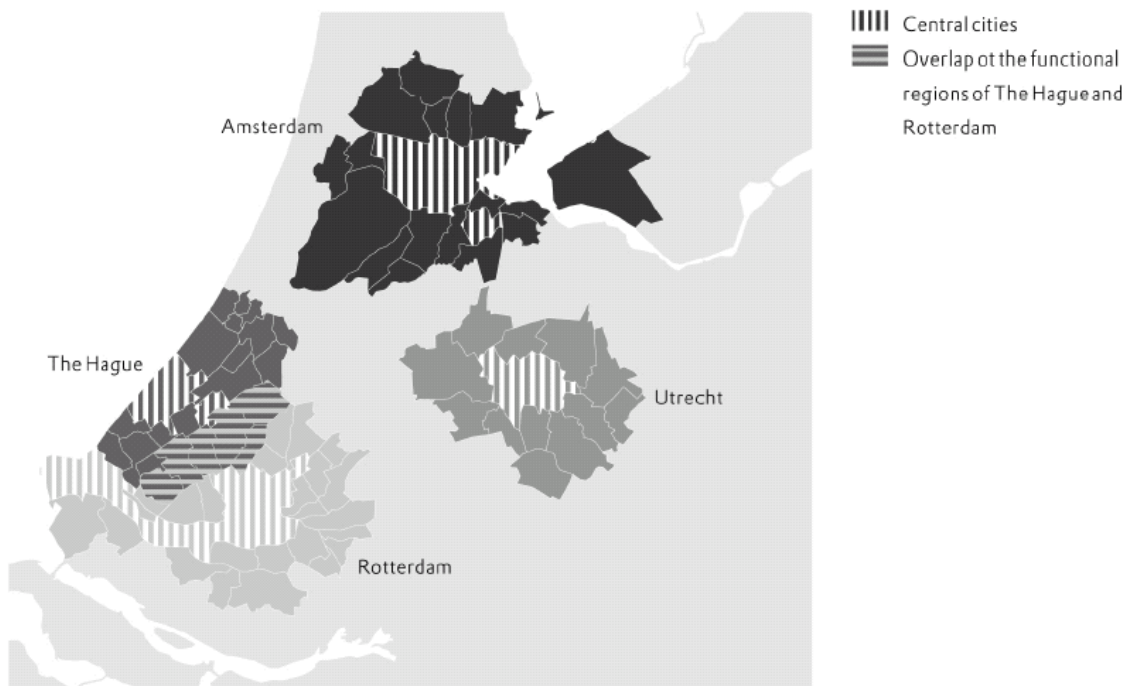 Central cities
Overlap ot the functional
regions of The Hague and
Rotterdam
Amsterdam
The Hague
Utrecht
Rotterdam